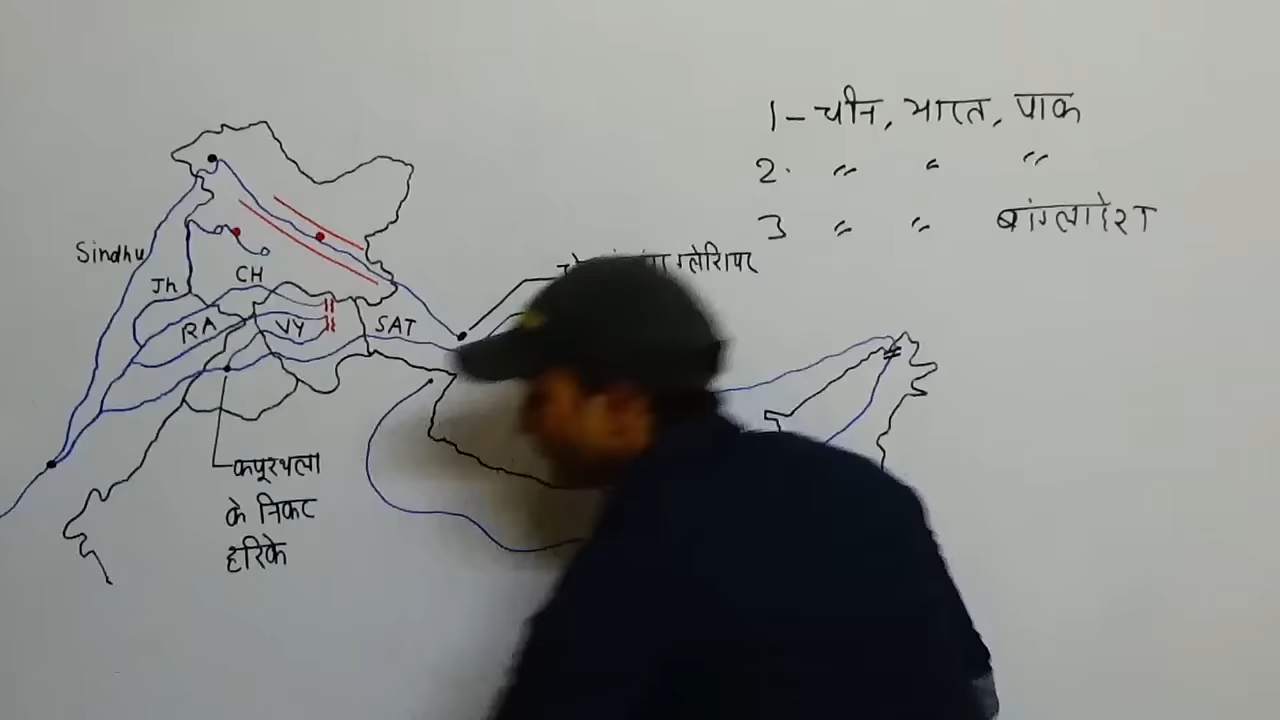 1- चीन, भारत, पाक
2. " " "
3 " " बांग्लादेश
Sindhu
ग्लेशियर
Jh
CH
RA
VY
SAT
कपूरथला
के निकट
हरिके